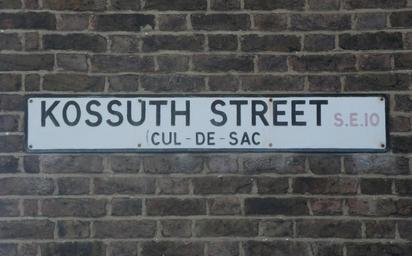 KOSSUTH STREET S.E.10
(CUL-DE-SAC